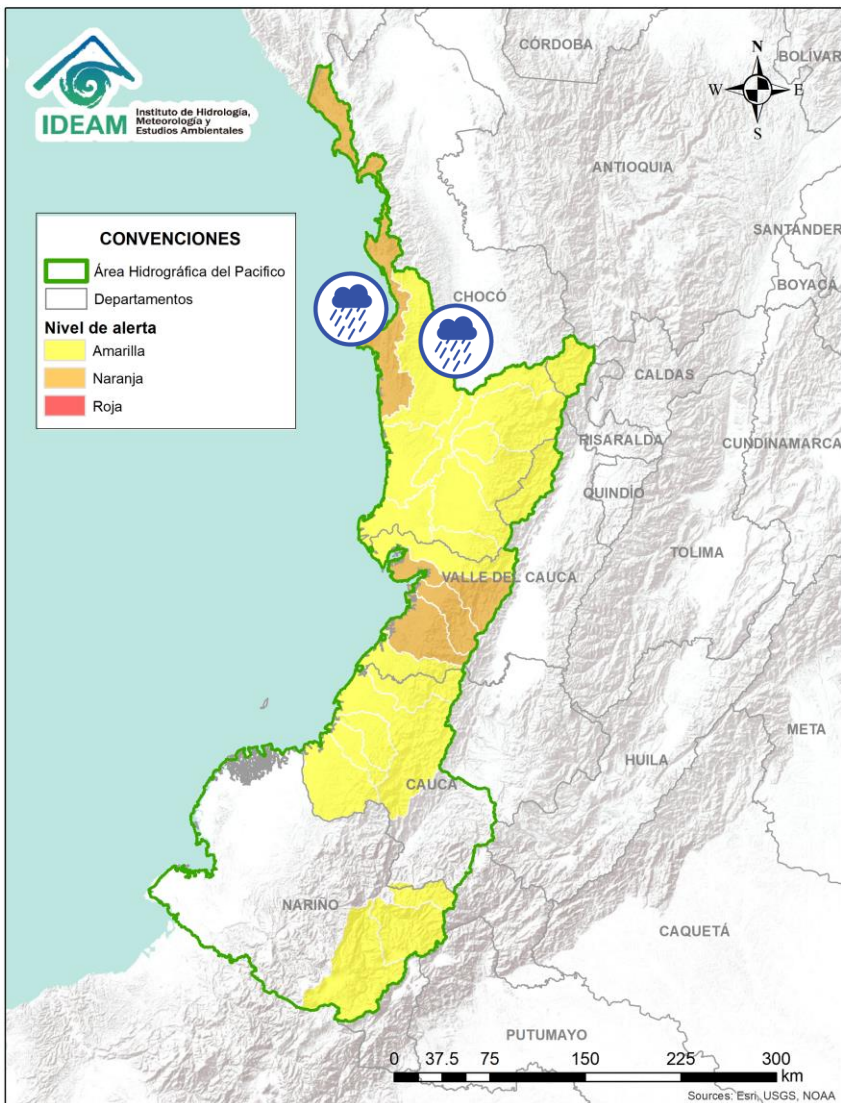 IDEAM
Instituto de Hidrología,
Meteorología y
Estudios Ambientales
N
W
E
S
CÓRDOBA
BOLÍVAR
ANTIOQUIA
SANTANDER
BOYACÁ
CONVENCIONES
Área Hidrográfica del Pacifico
Departamentos
Nivel de alerta
Amarilla
Naranja
Roja
CHOCÓ
CALDAS
RISARALDA
CUNDINAMARCA
QUINDÍO
TOLIMA
VALLE DEL CAUCA
META
HUILA
CAUCA
NARIÑO
CAQUETÁ
PUTUMAYO
0 37.5 75 150 225 300
km
Sources: Esri, USGS, NOAA